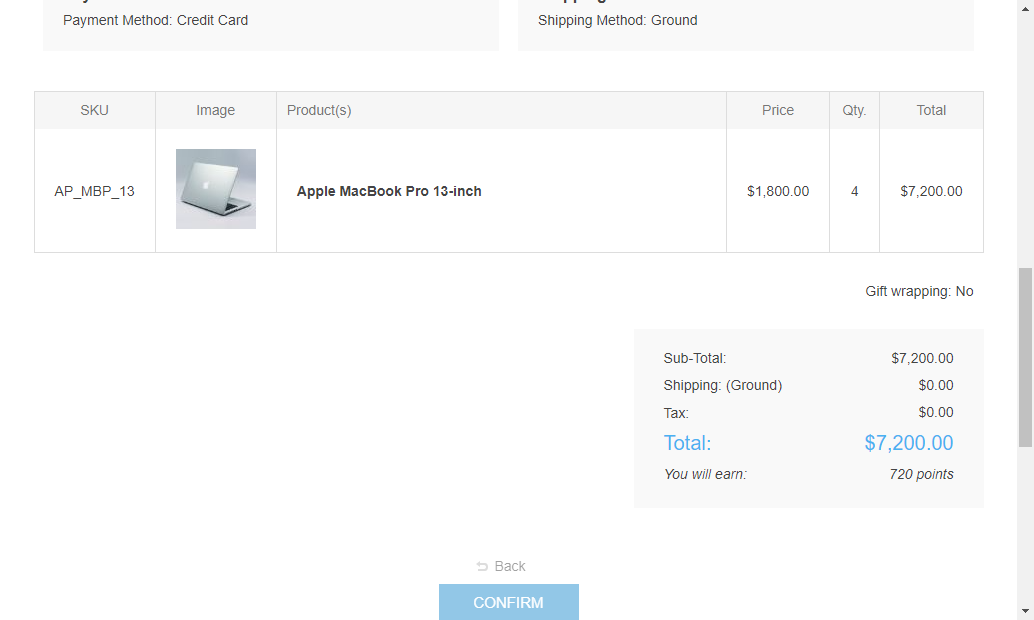 Payment Method: Credit Card
Shipping Method: Ground
SKU Image Product(s) Price Qty. Total
AP_MBP_13 Apple MacBook Pro 13-inch $1,800.00 4 $7,200.00
Gift wrapping: No
Sub-Total: $7,200.00
Shipping: (Ground) $0.00
Tax: $0.00
Total: $7,200.00
You will earn: 720 points
Back
CONFIRM